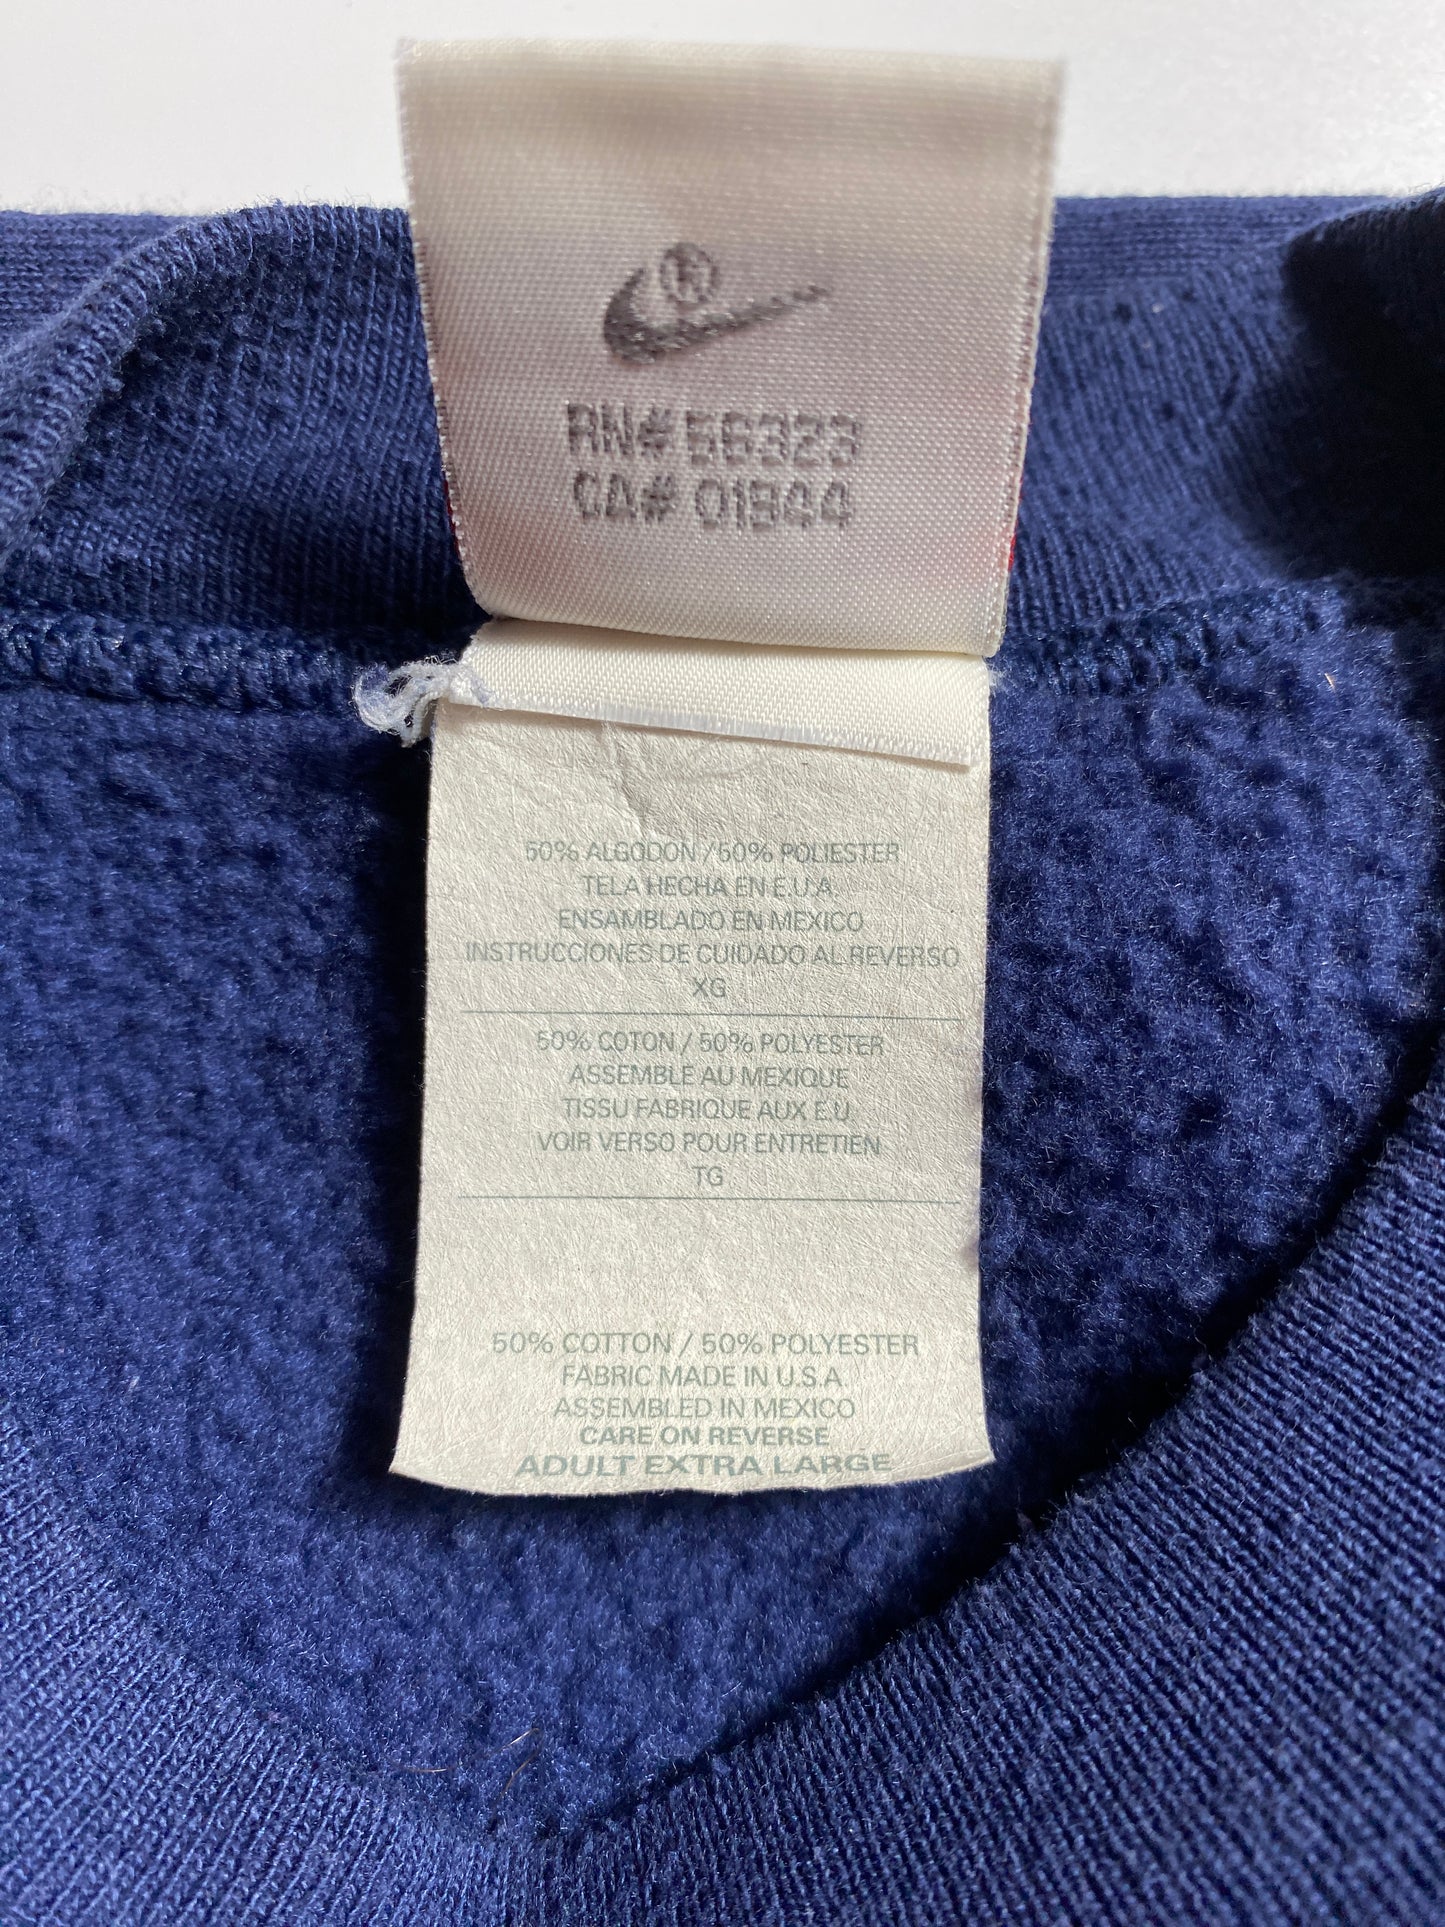 ®
RN# 56323
CA# 01844
50% ALGODON / 50% POLIESTER
TELA HECHA EN E.U.A.
ENSAMBLADO EN MEXICO
INSTRUCCIONES DE CUIDADO AL REVERSO
XG
50% COTON / 50% POLYESTER
ASSEMBLE AU MEXIQUE
TISSU FABRIQUE AUX E.U.
VOIR VERSO POUR ENTRETIEN
TG
50% COTTON / 50% POLYESTER
FABRIC MADE IN U.S.A.
ASSEMBLED IN MEXICO
CARE ON REVERSE
ADULT EXTRA LARGE